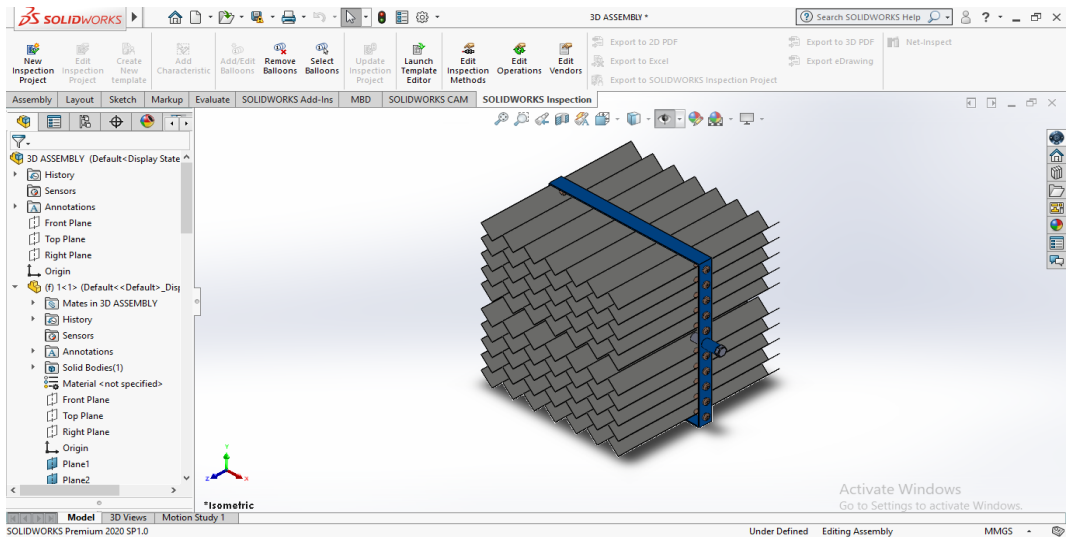 SOLIDWORKS
3D ASSEMBLY *
Search SOLIDWORKS Help
New Inspection Project
Edit Inspection Project
Create New template
Add Characteristic
Add/Edit Balloons
Remove Balloons
Select Balloons
Update Inspection Project
Launch Template Editor
Edit Inspection Methods
Edit Operations
Edit Vendors
Export to 2D PDF
Export to Excel
Export to SOLIDWORKS Inspection Project
Export to 3D PDF
Export eDrawing
Net-Inspect
Assembly Layout Sketch Markup Evaluate SOLIDWORKS Add-Ins MBD SOLIDWORKS CAM SOLIDWORKS Inspection
3D ASSEMBLY (Default<Display State
History
Sensors
Annotations
Front Plane
Top Plane
Right Plane
Origin
(f) 1<1> (Default<<Default>_Disp
Mates in 3D ASSEMBLY
History
Sensors
Annotations
Solid Bodies(1)
Material <not specified>
Front Plane
Top Plane
Right Plane
Origin
Plane1
Plane2
Y
Z
X
*Isometric
Activate Windows
Go to Settings to activate Windows.
Model 3D Views Motion Study 1
SOLIDWORKS Premium 2020 SP1.0
Under Defined Editing Assembly MMGS